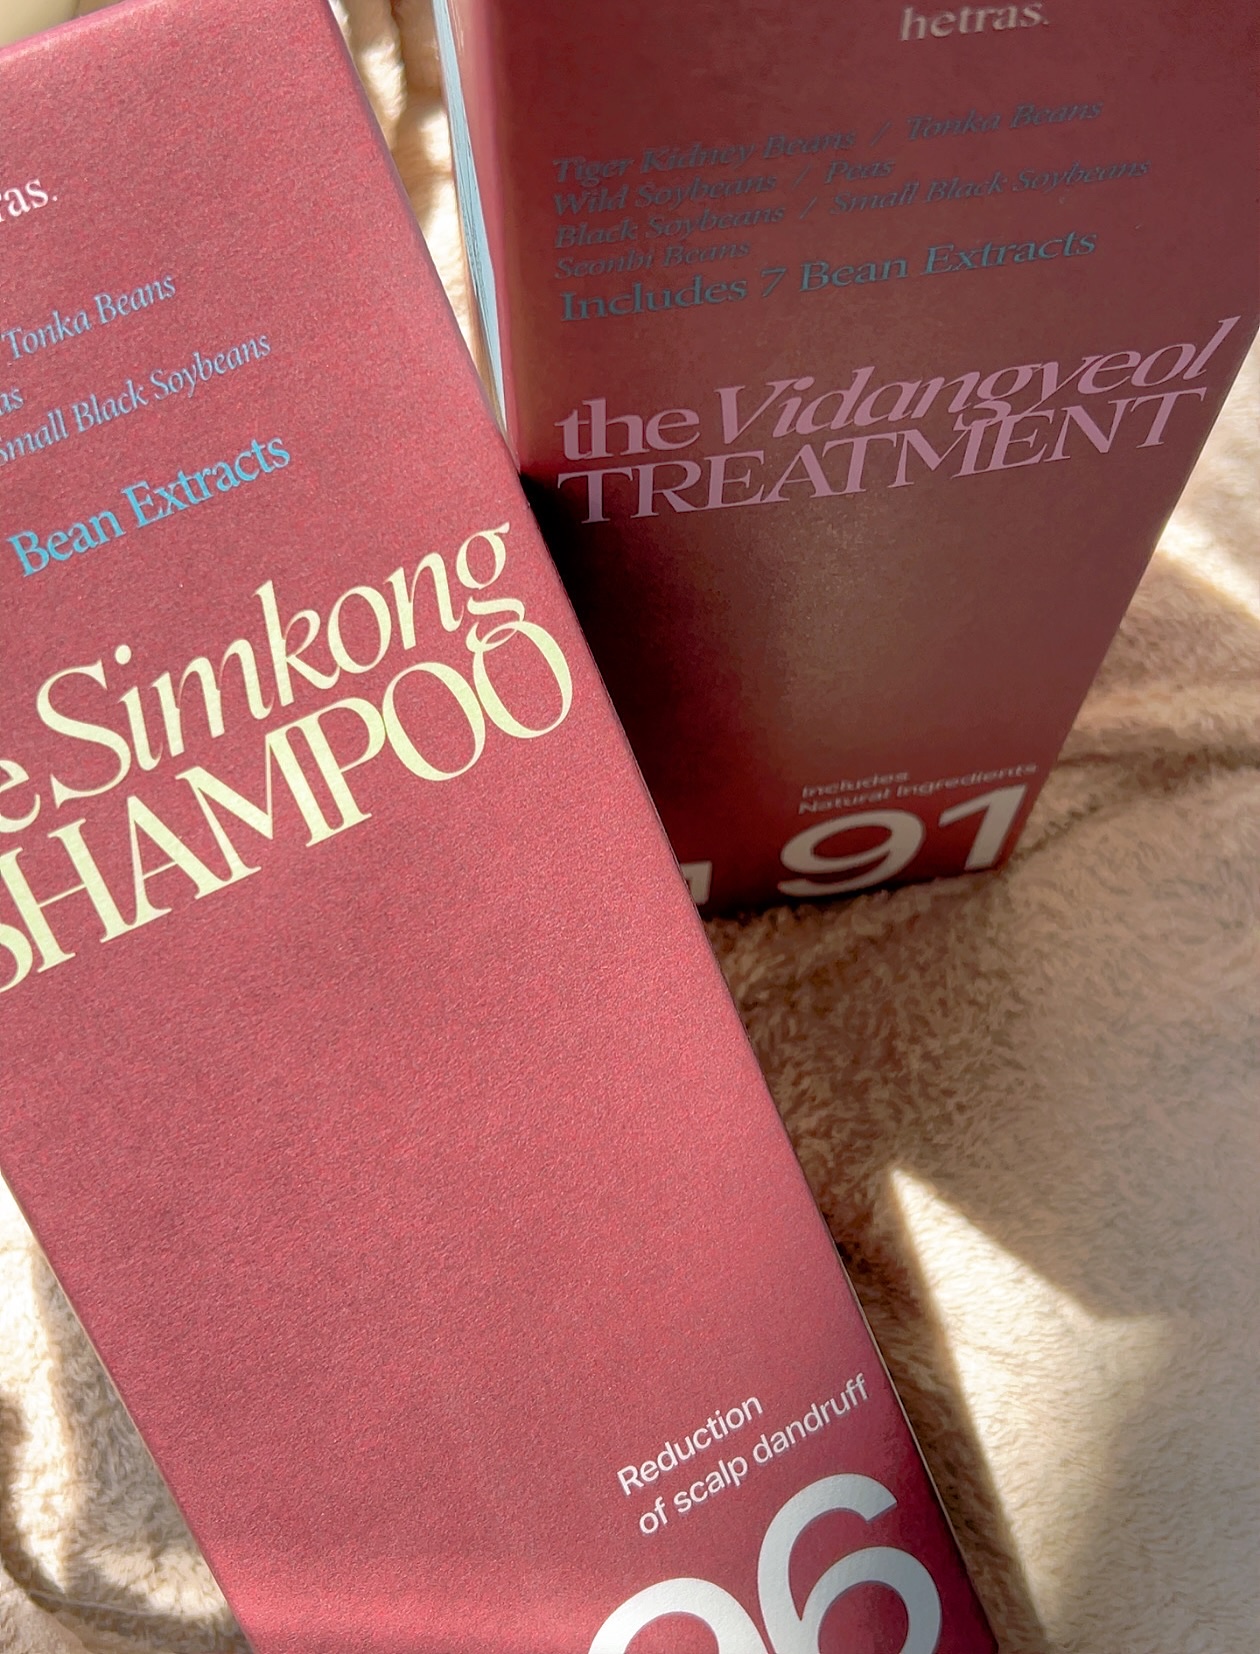 hetras.
Tiger Kidney Beans / Tonka Beans
Wild Soybeans / Peas
Black Soybeans / Small Black Soybeans
Seonbi Beans
Includes 7 Bean Extracts
the Vidangyeol
TREATMENT
Includes
Natural Ingredients
91
ras.
Tonka Beans
as
Small Black Soybeans
Bean Extracts
e Simkong
SHAMPOO
Reduction
of scalp dandruff
96